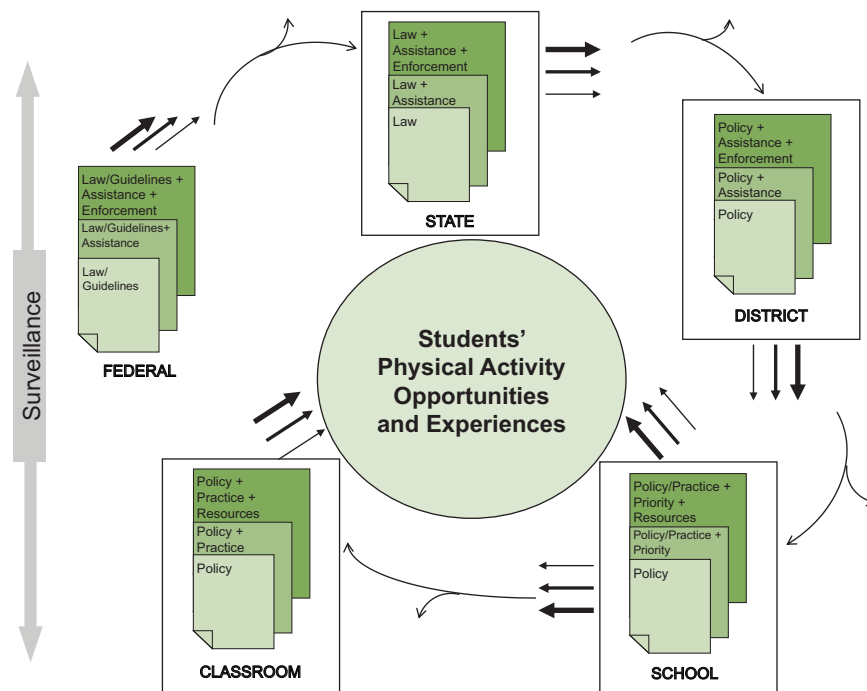 Surveillance
Law/Guidelines +
Assistance +
Enforcement
Law/Guidelines+
Assistance
Law/
Guidelines
FEDERAL
Law +
Assistance +
Enforcement
Law +
Assistance
Law
STATE
Policy +
Assistance +
Enforcement
Policy +
Assistance
Policy
DISTRICT
Students’
Physical Activity
Opportunities
and Experiences
Policy +
Practice +
Resources
Policy +
Practice
Policy
CLASSROOM
Policy/Practice +
Priority +
Resources
Policy/Practice +
Priority
Policy
SCHOOL